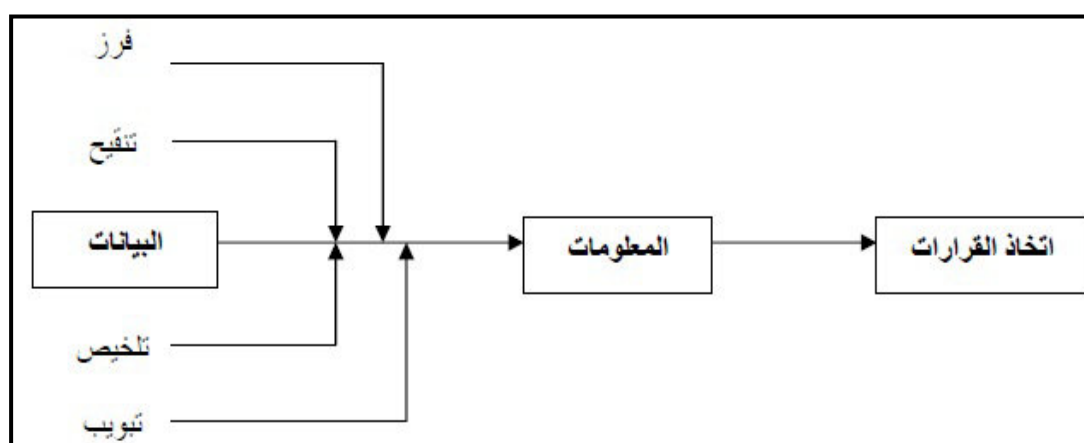 فرز
تنقيح
البيانات
المعلومات
اتخاذ القرارات
تلخيص
تبويب